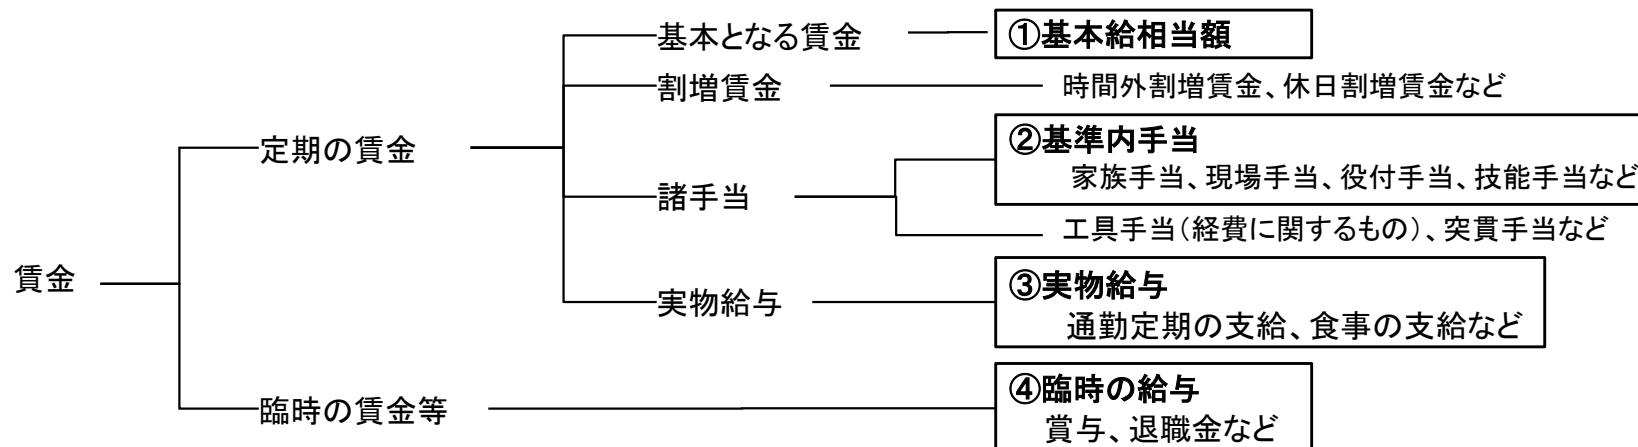 基本となる賃金
①基本給相当額
割増賃金
時間外割増賃金、休日割増賃金など
定期の賃金
②基準内手当
家族手当、現場手当、役付手当、技能手当など
諸手当
工具手当(経費に関するもの)、突貫手当など
賃金
③実物給与
通勤定期の支給、食事の支給など
実物給与
臨時の賃金等
④臨時の給与
賞与、退職金など